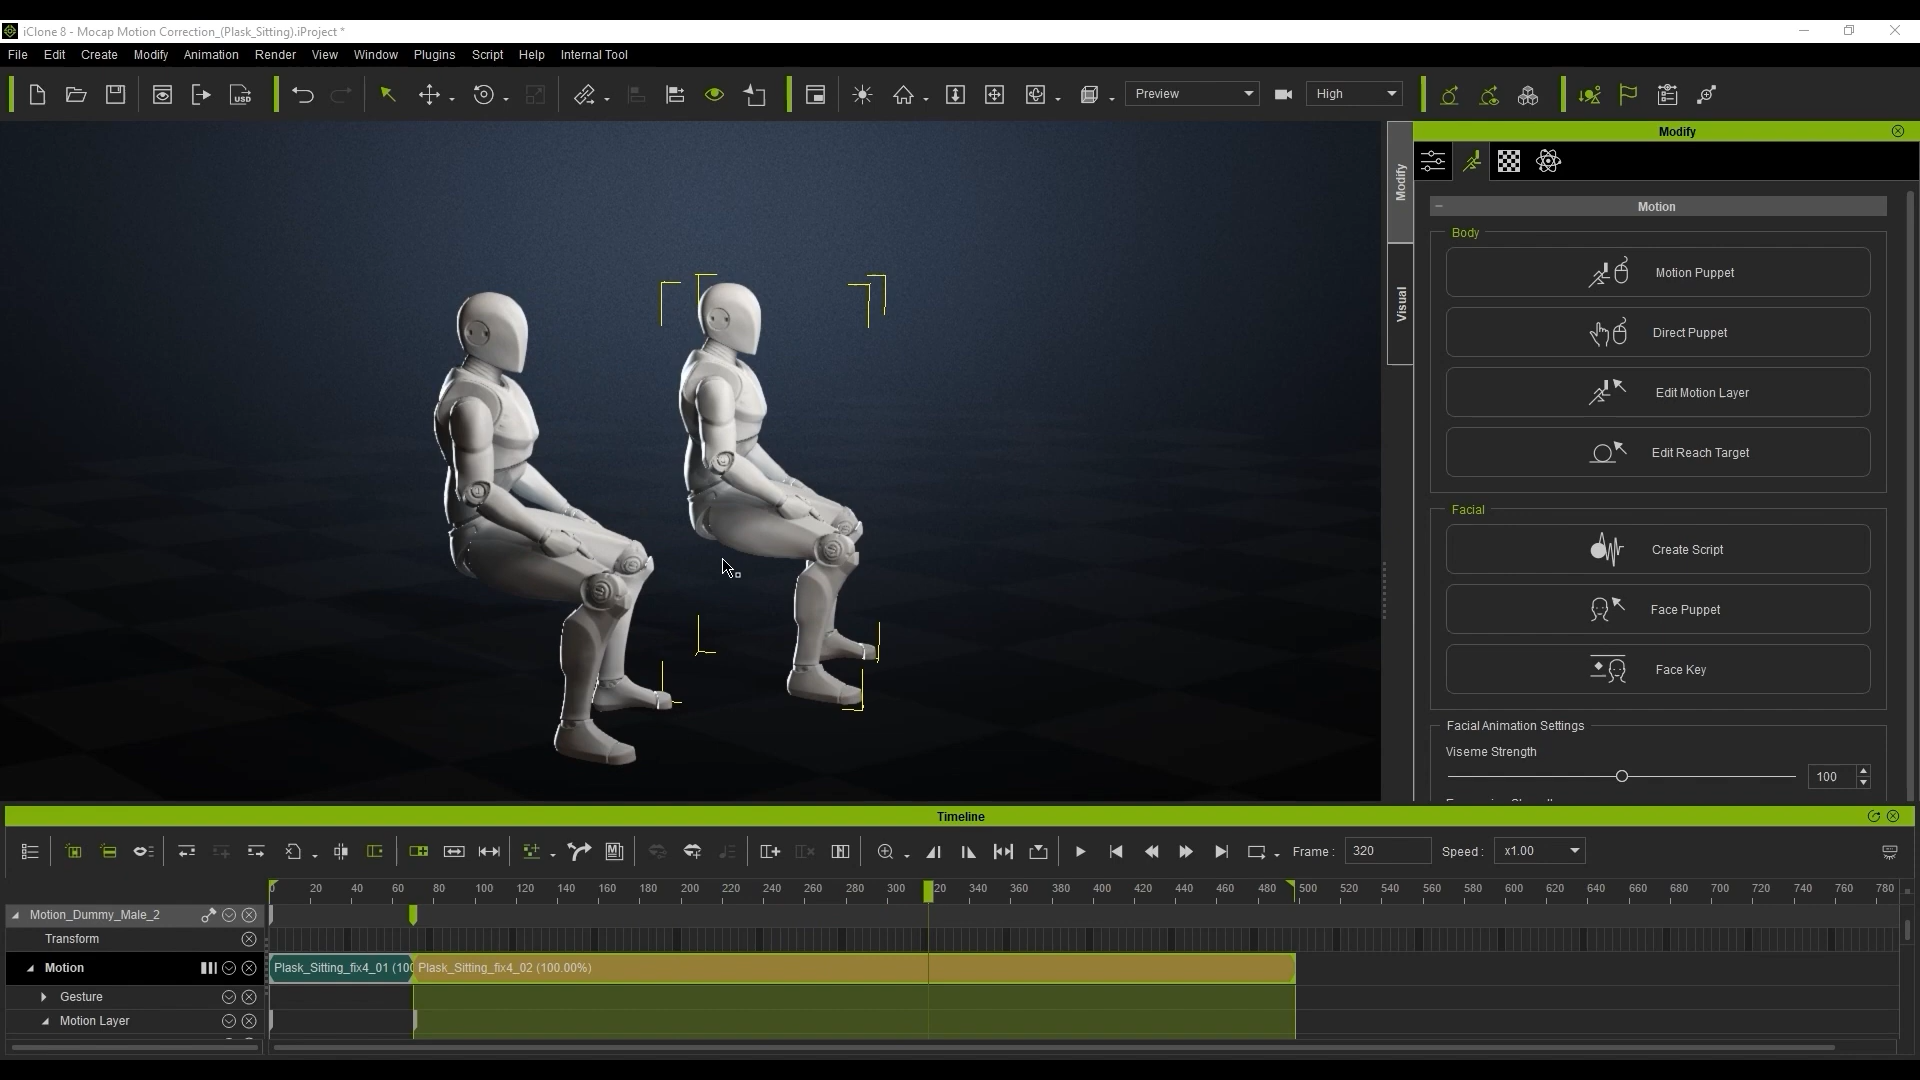 iClone 8 - Mocap Motion Correction_(Plask_Sitting).iProject *
File Edit Create Modify Animation Render View Window Plugins Script Help Internal Tool
USD
Preview
High
Modify
Modify
Visual
Motion
Body
Motion Puppet
Direct Puppet
Edit Motion Layer
Edit Reach Target
Facial
Create Script
Face Puppet
Face Key
Facial Animation Settings
Viseme Strength
100
Timeline
Frame : 320 Speed : x1.00
0 20 40 60 80 100 120 140 160 180 200 220 240 260 280 300 20 340 360 380 400 420 440 460 480 500 520 540 560 580 600 620 640 660 680 700 720 740 760 780
Motion_Dummy_Male_2
Transform
Motion
Plask_Sitting_fix4_01 (100 Plask_Sitting_fix4_02 (100.00%)
Gesture
Motion Layer